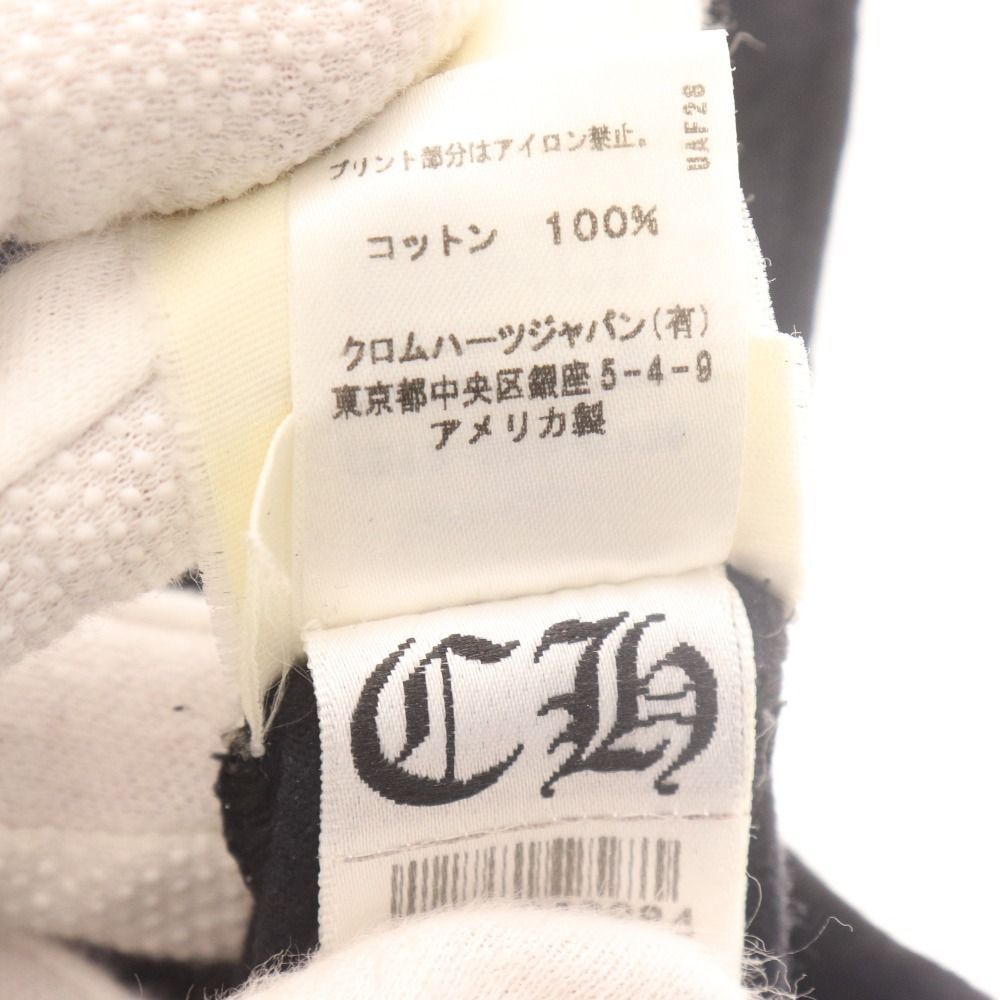 プリント部分はアイロン禁止。
UAF26
コットン 100%
クロムハーツジャパン(有)
東京都中央区銀座5-4-9
アメリカ製
CH